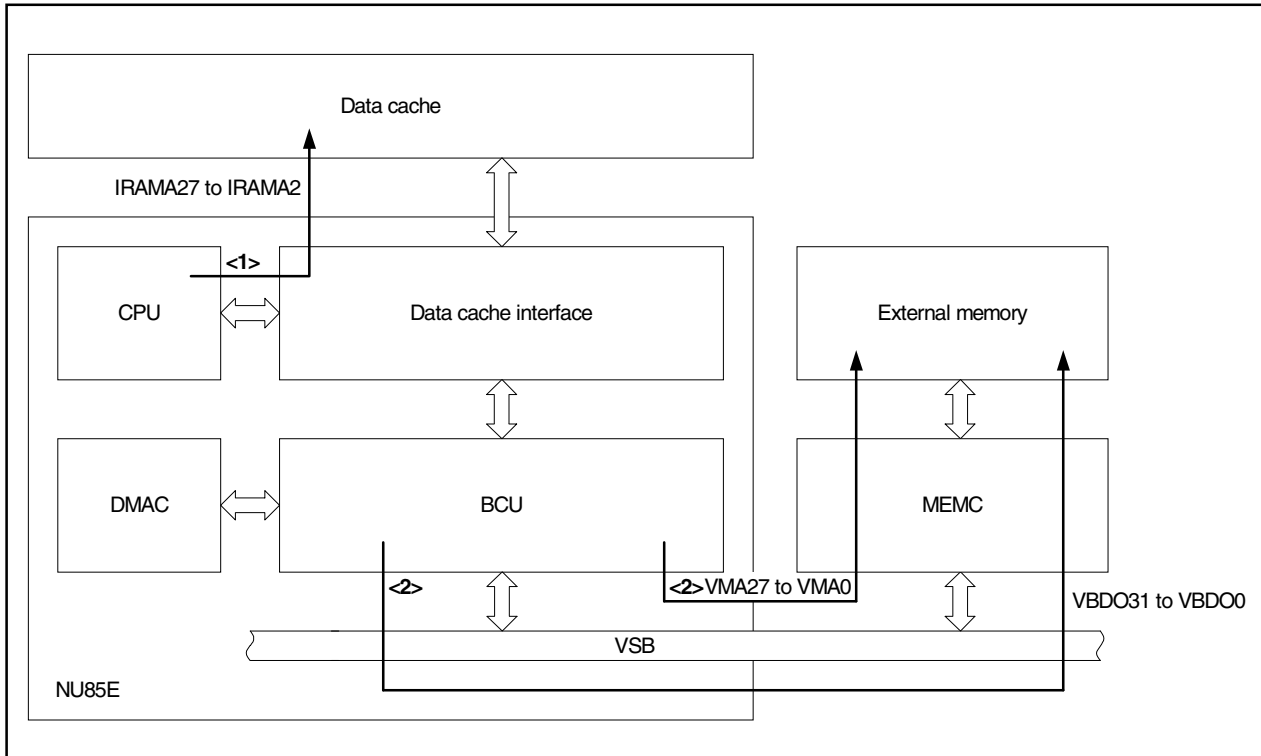 Data cache
IRAMA27 to IRAMA2
<1>
CPU
Data cache interface
External memory
DMAC
BCU
MEMC
<2>
<2>VMA27 to VMA0
VBDO31 to VBDO0
VSB
NU85E